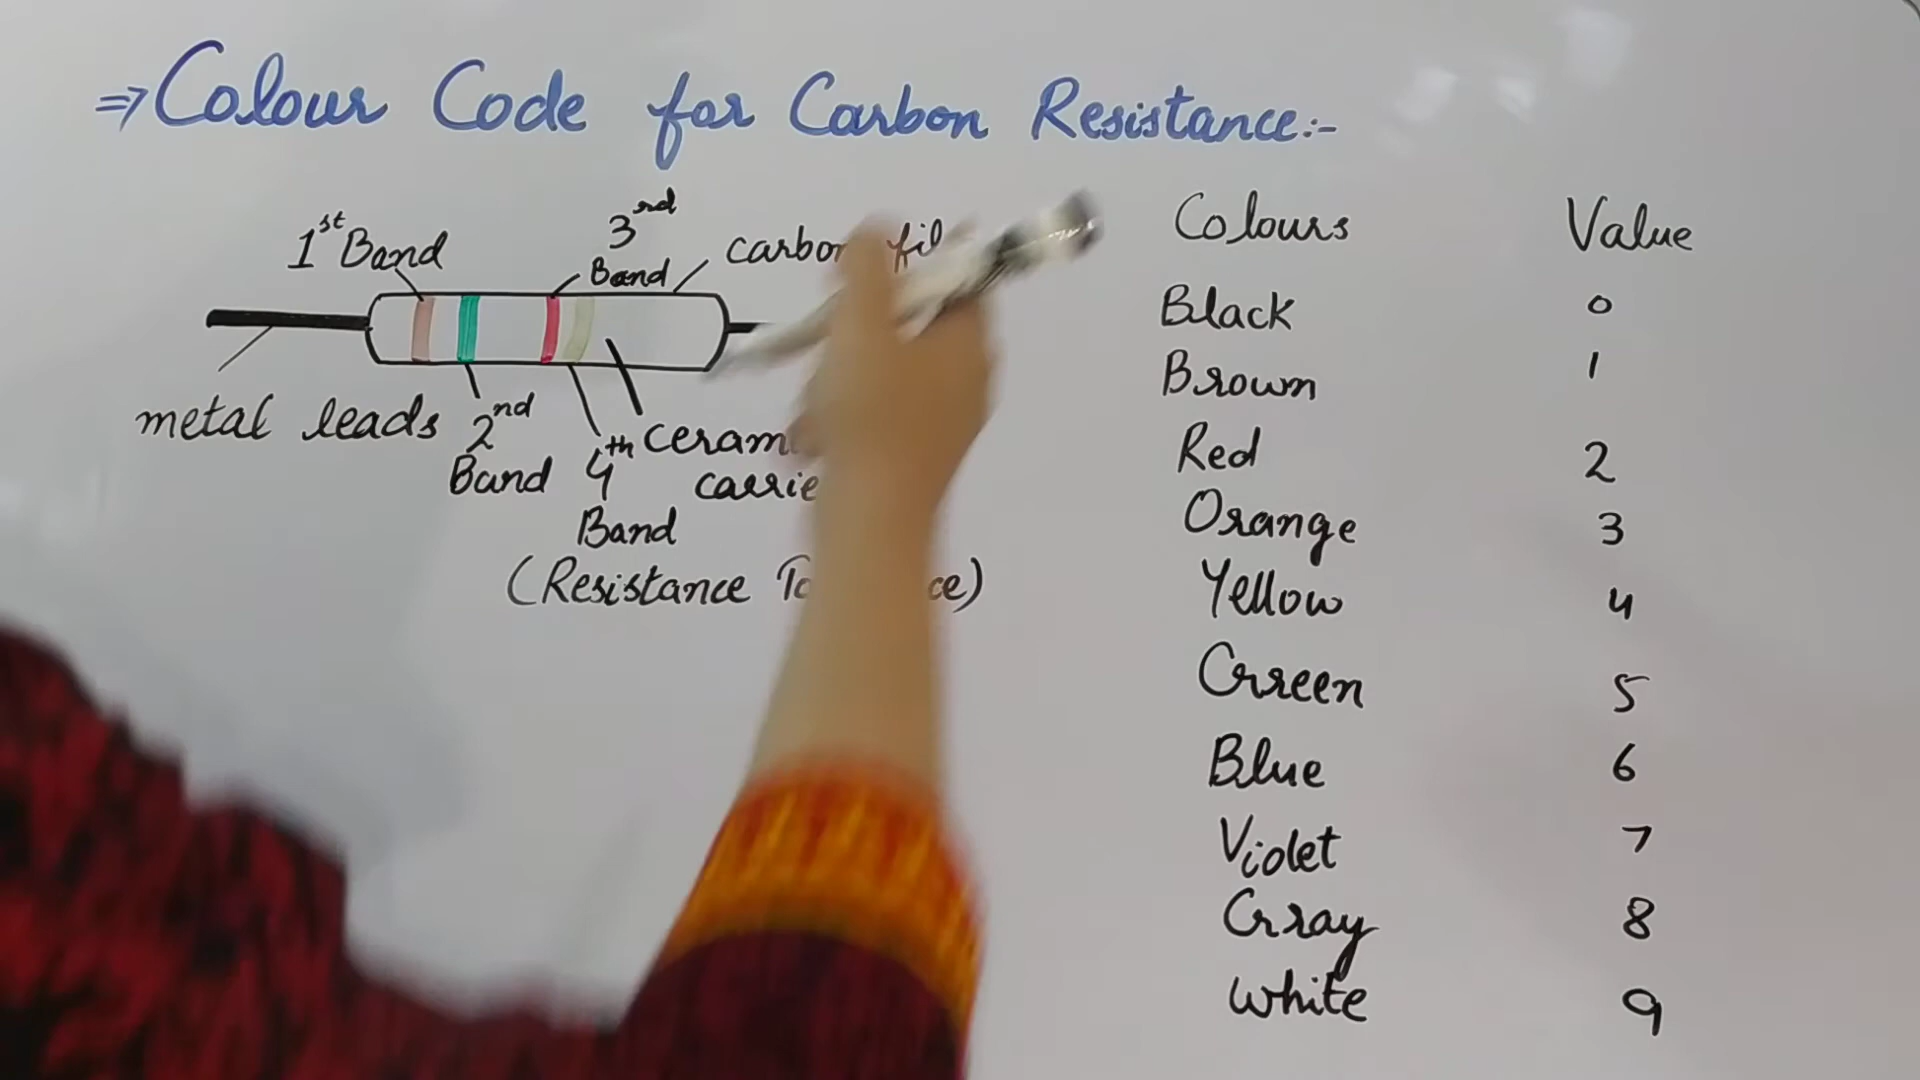 ⇒ Colour Code for Carbon Resistance:-
1st Band
3rd
Band
metal leads
2nd
Band
4th
Band
(Resistance
Colours Value
Black 0
Brown 1
Red 2
Orange 3
Yellow 4
Green 5
Blue 6
Violet 7
Gray 8
White 9